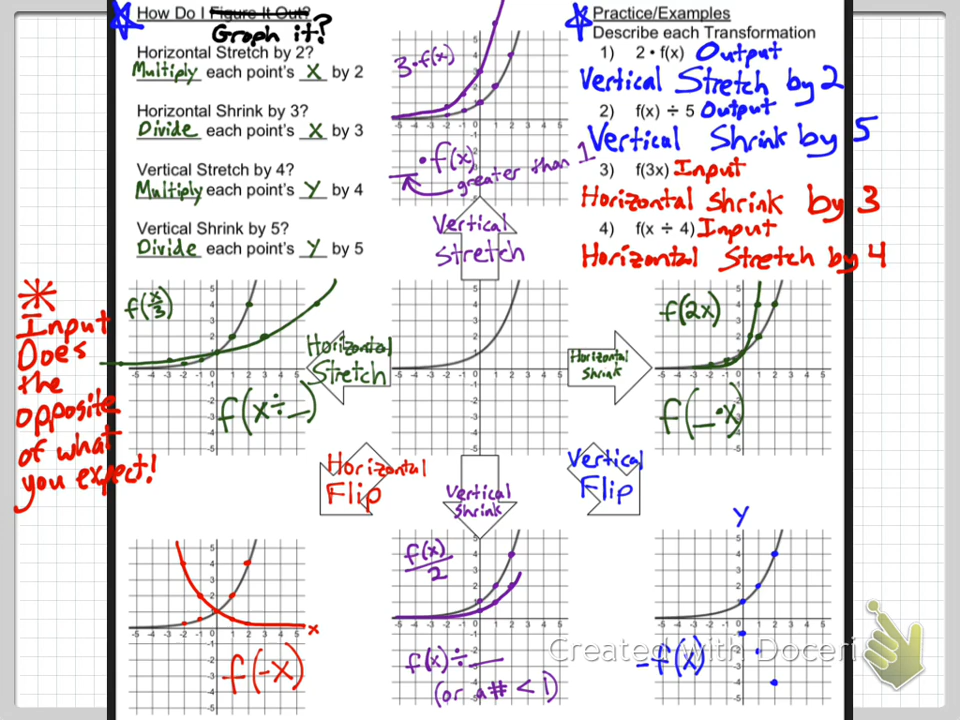 How Do I Figure It Out?
Graph it?
Horizontal Stretch by 2?
Multiply each point's X by 2
Horizontal Shrink by 3?
Divide each point's X by 3
Vertical Stretch by 4?
Multiply each point's Y by 4
Vertical Shrink by 5?
Divide each point's Y by 5
3·f(x)
__·f(x)
greater than 1
Vertical
Stretch
Practice/Examples
Describe each Transformation
1) 2 • f(x) Output
Vertical Stretch by 2
2) f(x) ÷ 5 Output
Vertical Shrink by 5
3) f(3x) Input
Horizontal Shrink by 3
4) f(x ÷ 4) Input
Horizontal Stretch by 4
* Input
Does
the
opposite
of what
you expect!
f(x/3)
f(x÷__)
Horizontal
Stretch
Horizontal
Shrink
f(2x)
f(__·x)
Horizontal
Flip
Vertical
Shrink
Vertical
Flip
x
f(-x)
f(x)/2
f(x)÷__
(or a # < 1)
Y
-f(x)
Created with Doceri